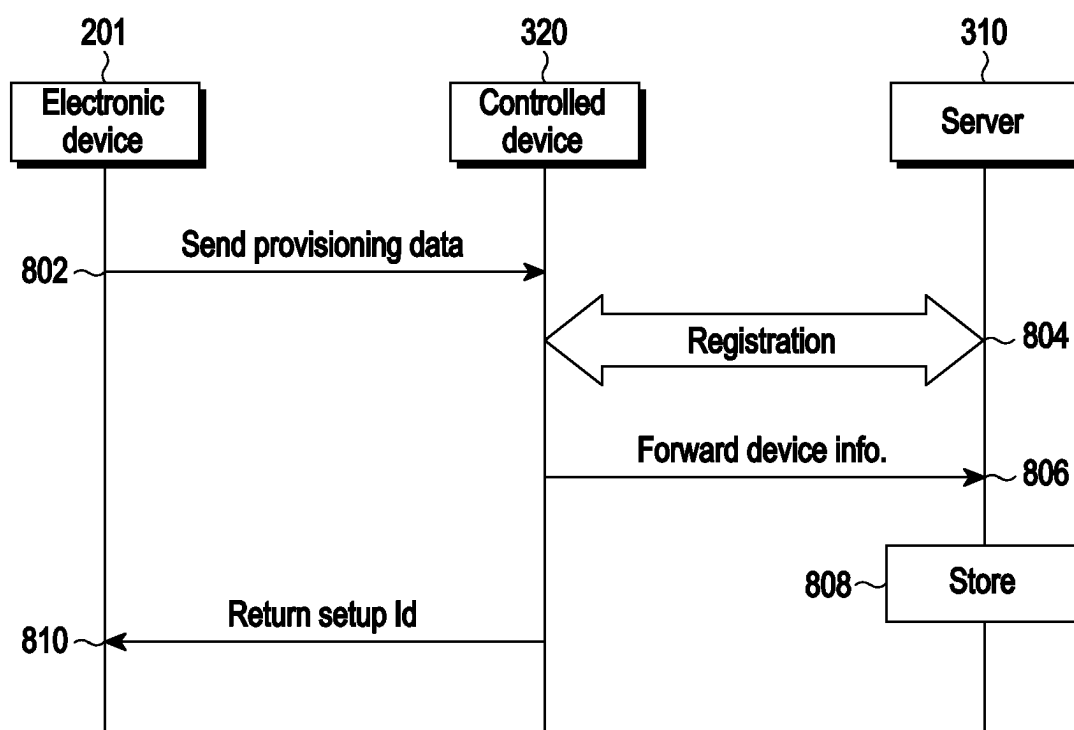 201
320
310
Electronic
device
Controlled
device
Server
Send provisioning data
802
Registration
804
Forward device info.
806
Store
808
Return setup Id
810